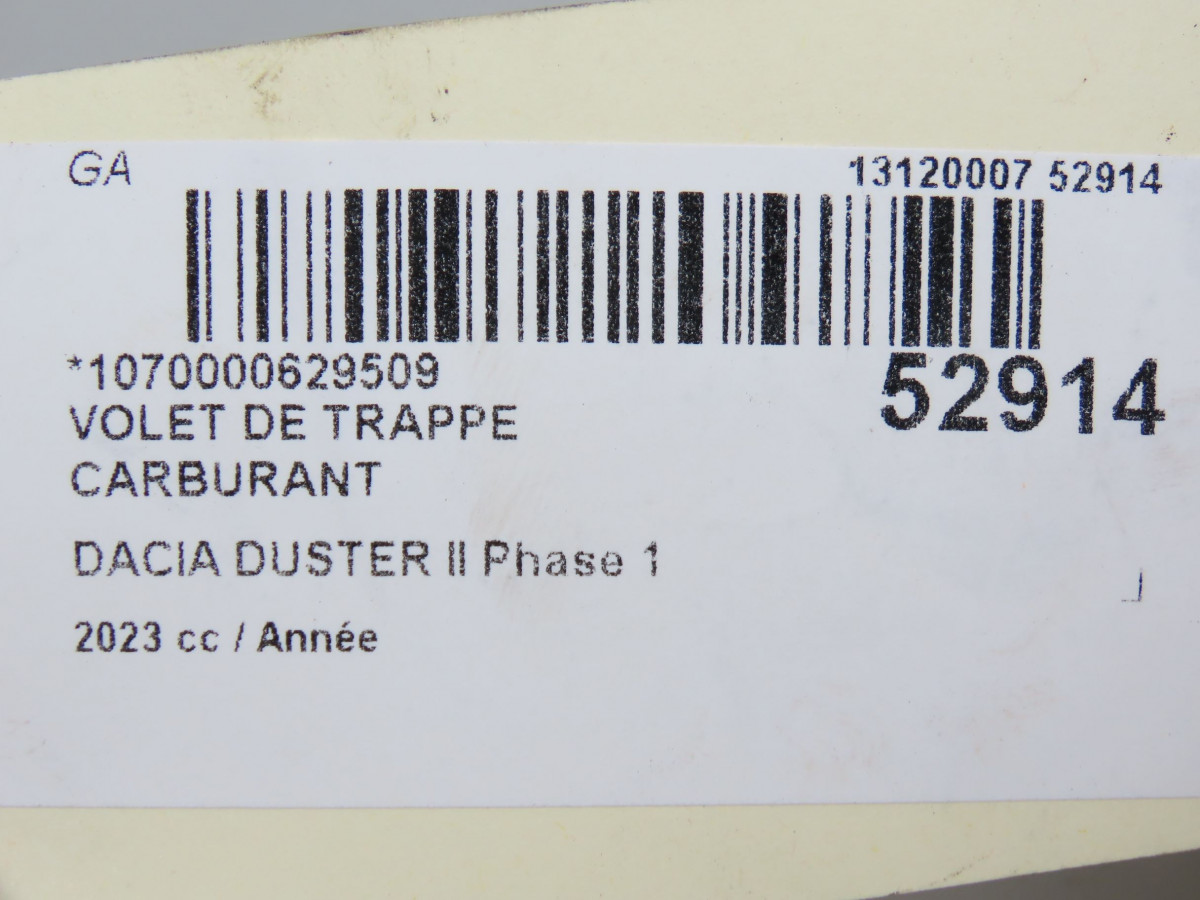 GA
13120007 52914
*1070000629509
52914
VOLET DE TRAPPE
CARBURANT
DACIA DUSTER II Phase 1
2023 cc / Année